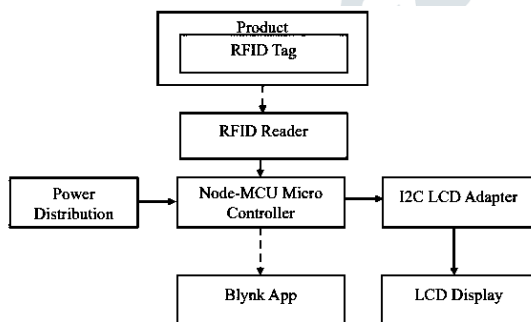 Product
RFID Tag
RFID Reader
Power
Distribution
Node-MCU Micro
Controller
I2C LCD Adapter
Blynk App
LCD Display